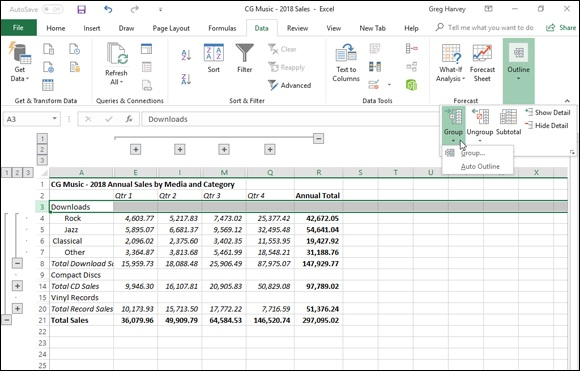 AutoSave Off CG Music - 2018 Sales - Excel Greg Harvey
File Home Insert Page Layout Formulas Data Review View New Tab Help Tell me what you want to do
Get Data Refresh All Sort Filter Clear Reapply Advanced Text to Columns What-If Analysis Forecast Sheet Outline
Get & Transform Data Queries & Connections Sort & Filter Data Tools Forecast
A3 fx Downloads
Group Ungroup Subtotal Show Detail Hide Detail
Group...
Auto Outline
1
2
3
1 2 3 A E I M Q R S T U V W X
1 CG Music - 2018 Annual Sales by Media and Category
2 Qtr 1 Qtr 2 Qtr 3 Qtr 4 Annual Total
3 Downloads
4 Rock 4,603.77 5,217.83 7,473.02 25,377.42 42,672.05
5 Jazz 5,895.07 6,681.37 9,569.12 32,495.48 54,641.04
6 Classical 2,096.02 2,375.60 3,402.35 11,553.95 19,427.92
7 Other 3,364.87 3,813.68 5,461.99 18,548.21 31,188.76
8 Total Download Sa 15,959.73 18,088.48 25,906.49 87,975.07 147,929.77
9 Compact Discs
14 Total CD Sales 9,946.30 16,107.81 20,905.83 50,829.08 97,789.02
15 Vinyl Records
20 Total Record Sales 10,173.93 15,713.50 17,772.22 7,716.59 51,376.24
21 Total Sales 36,079.96 49,909.79 64,584.53 146,520.74 297,095.02
22
23
24
25